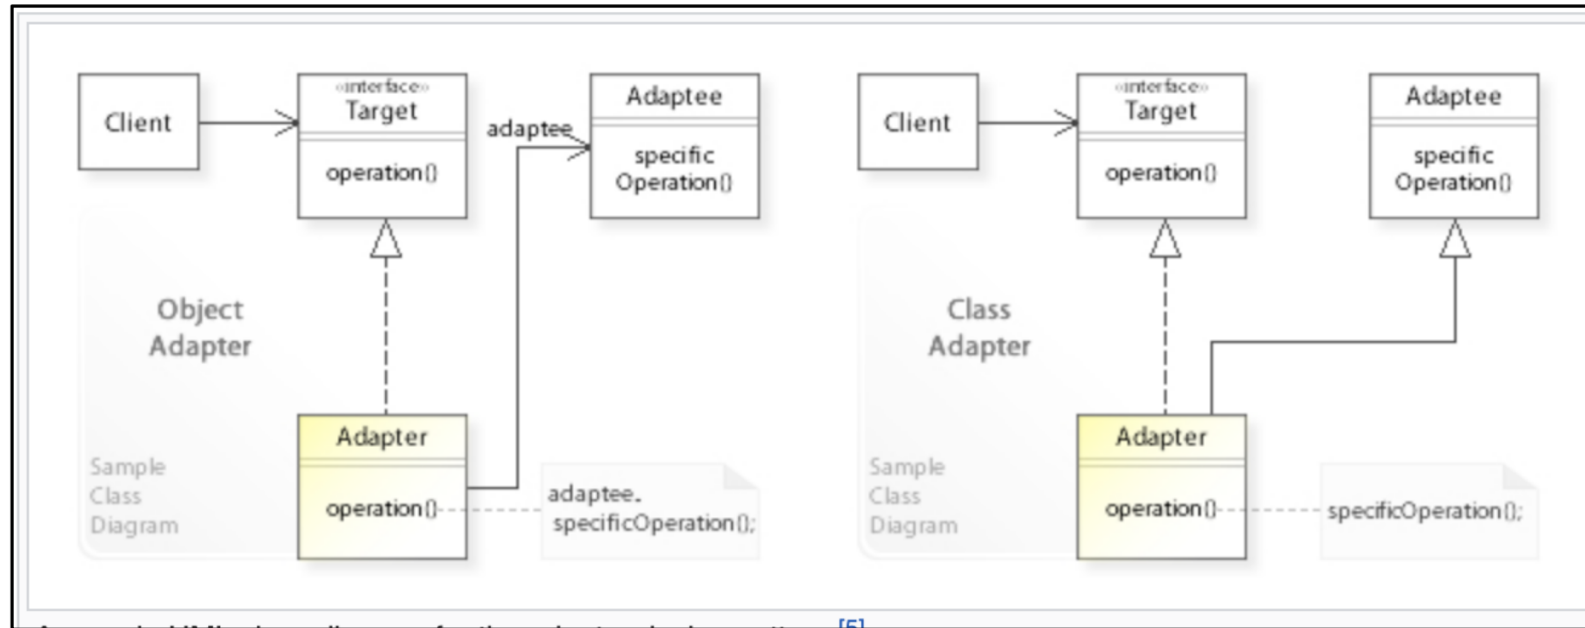 Client
«interface»
Target
operation()
adaptee
Adaptee
specific
Operation()
Object
Adapter
Adapter
operation()
adaptee.
specificOperation();
Sample
Class
Diagram
Client
«interface»
Target
operation()
Adaptee
specific
Operation()
Class
Adapter
Adapter
operation()
specificOperation();
Sample
Class
Diagram
[5]